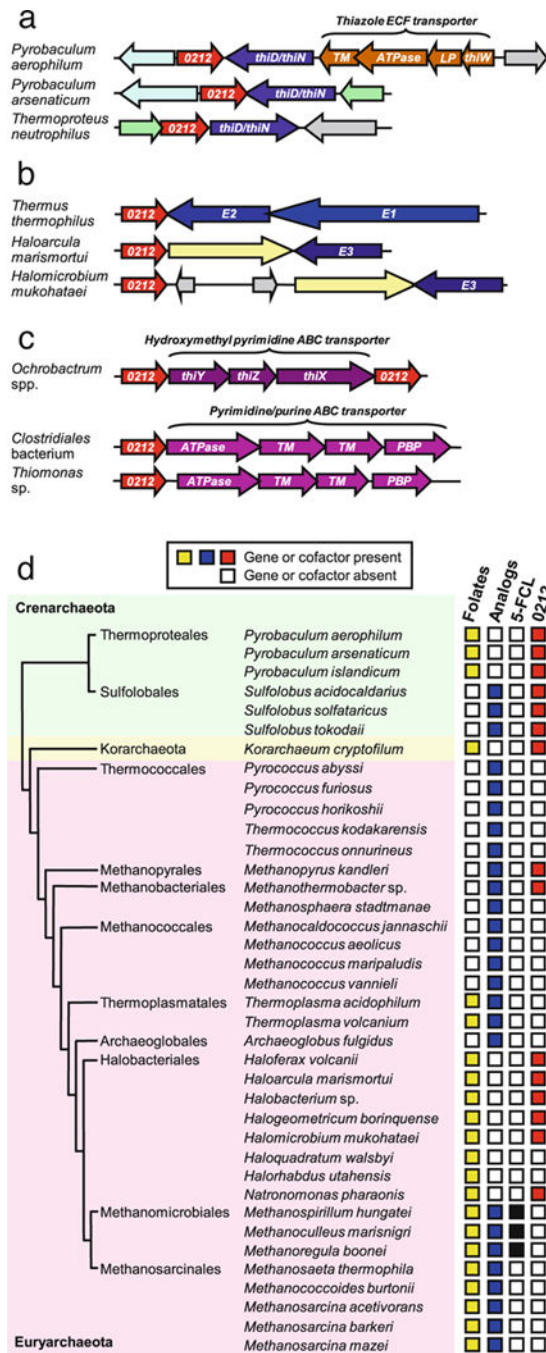 a
Thiazole ECF transporter
Pyrobaculum
aerophilum
0212 thiD/thiN TM ATPase LP thiW
Pyrobaculum
arsenaticum
0212 thiD/thiN
Thermoproteus
neutrophilus
0212 thiD/thiN
b
Thermus
thermophilus
0212 E2 E1
Haloarcula
marismortui
0212 E3
Halomicrobium
mukohataei
0212 E3
c
Hydroxymethyl pyrimidine ABC transporter
Ochrobactrum
spp.
0212 thiY thiZ thiX 0212
Pyrimidine/purine ABC transporter
Clostridiales
bacterium
0212 ATPase TM TM PBP
Thiomonas
sp.
0212 ATPase TM TM PBP
d
Gene or cofactor present
Gene or cofactor absent
Folates
Analogs
5-FCL
0212
Crenarchaeota
Thermoproteales Pyrobaculum aerophilum
Pyrobaculum arsenaticum
Pyrobaculum islandicum
Sulfolobales Sulfolobus acidocaldarius
Sulfolobus solfataricus
Sulfolobus tokodaii
Korarchaeota Korarchaeum cryptofilum
Thermococcales Pyrococcus abyssi
Pyrococcus furiosus
Pyrococcus horikoshii
Thermococcus kodakarensis
Thermococcus onnurineus
Methanopyrales Methanopyrus kandleri
Methanobacteriales Methanothermobacter sp.
Methanosphaera stadtmanae
Methanococcales Methanocaldococcus jannaschii
Methanococcus aeolicus
Methanococcus maripaludis
Methanococcus vannieli
Thermoplasmatales Thermoplasma acidophilum
Thermoplasma volcanium
Archaeoglobales Archaeoglobus fulgidus
Halobacteriales Haloferax volcanii
Haloarcula marismortui
Halobacterium sp.
Halogeometricum borinquense
Halomicrobium mukohataei
Haloquadratum walsbyi
Halorhabdus utahensis
Natronomonas pharaonis
Methanomicrobiales Methanospirillum hungatei
Methanoculleus marisnigri
Methanoregula boonei
Methanosarcinales Methanosaeta thermophila
Methanococcoides burtonii
Methanosarcina acetivorans
Methanosarcina barkeri
Euryarchaeota Methanosarcina mazei